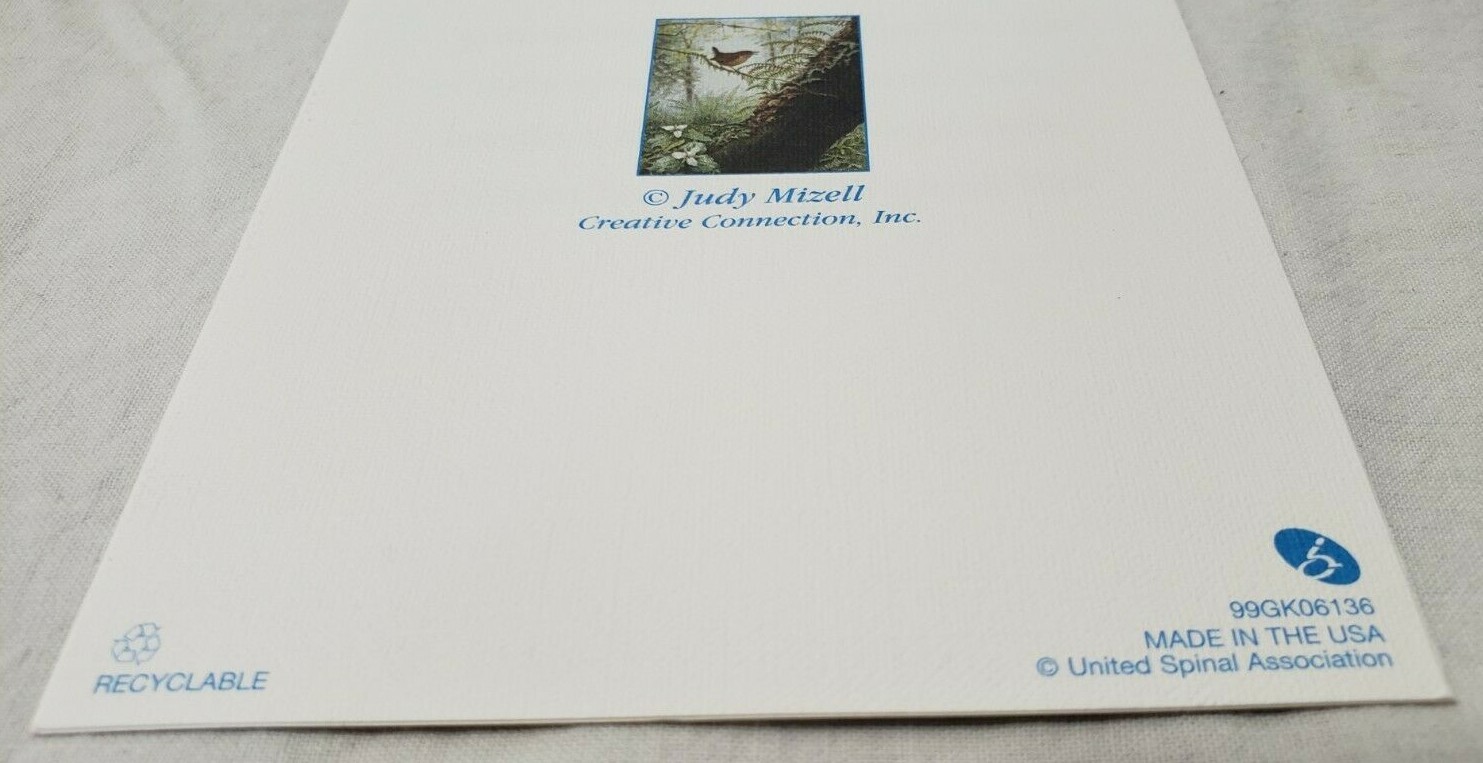 © Judy Mizell
Creative Connection, Inc.
RECYCLABLE
99GK06136
MADE IN THE USA
© United Spinal Association